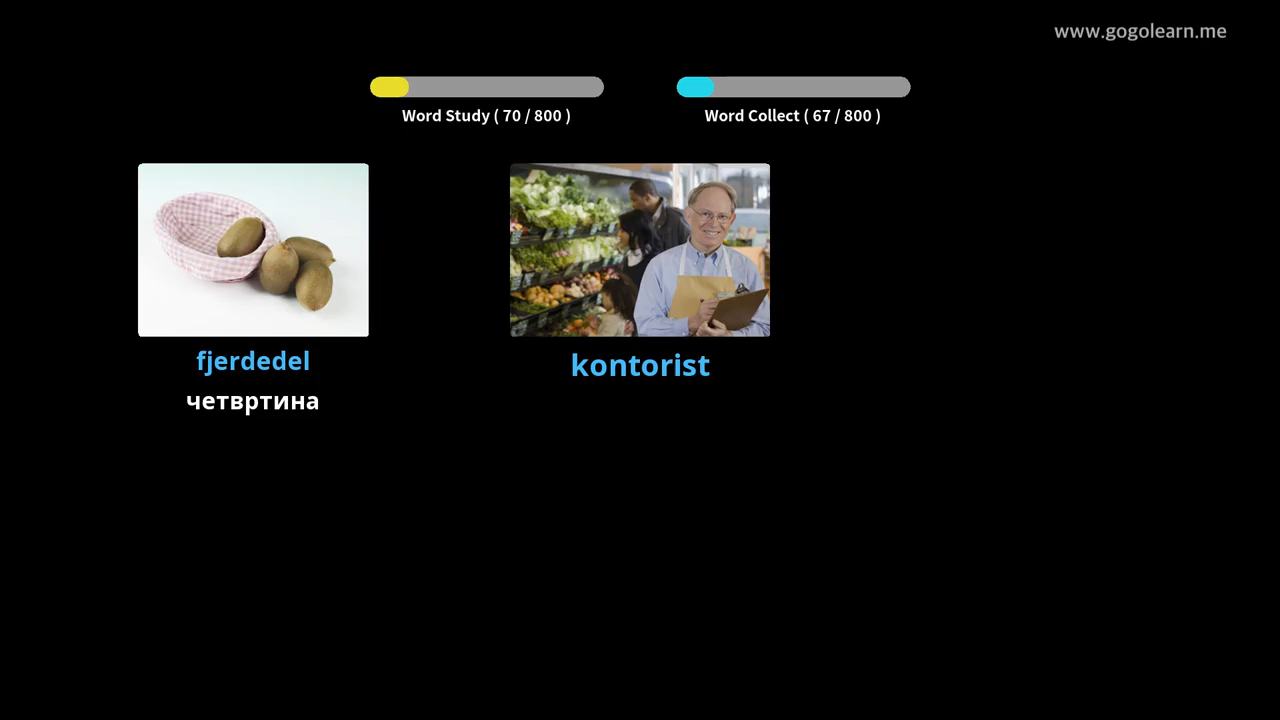 www.gogolearn.me
Word Study ( 70 / 800 )
Word Collect ( 67 / 800 )
fjerdedel
четвртина
kontorist